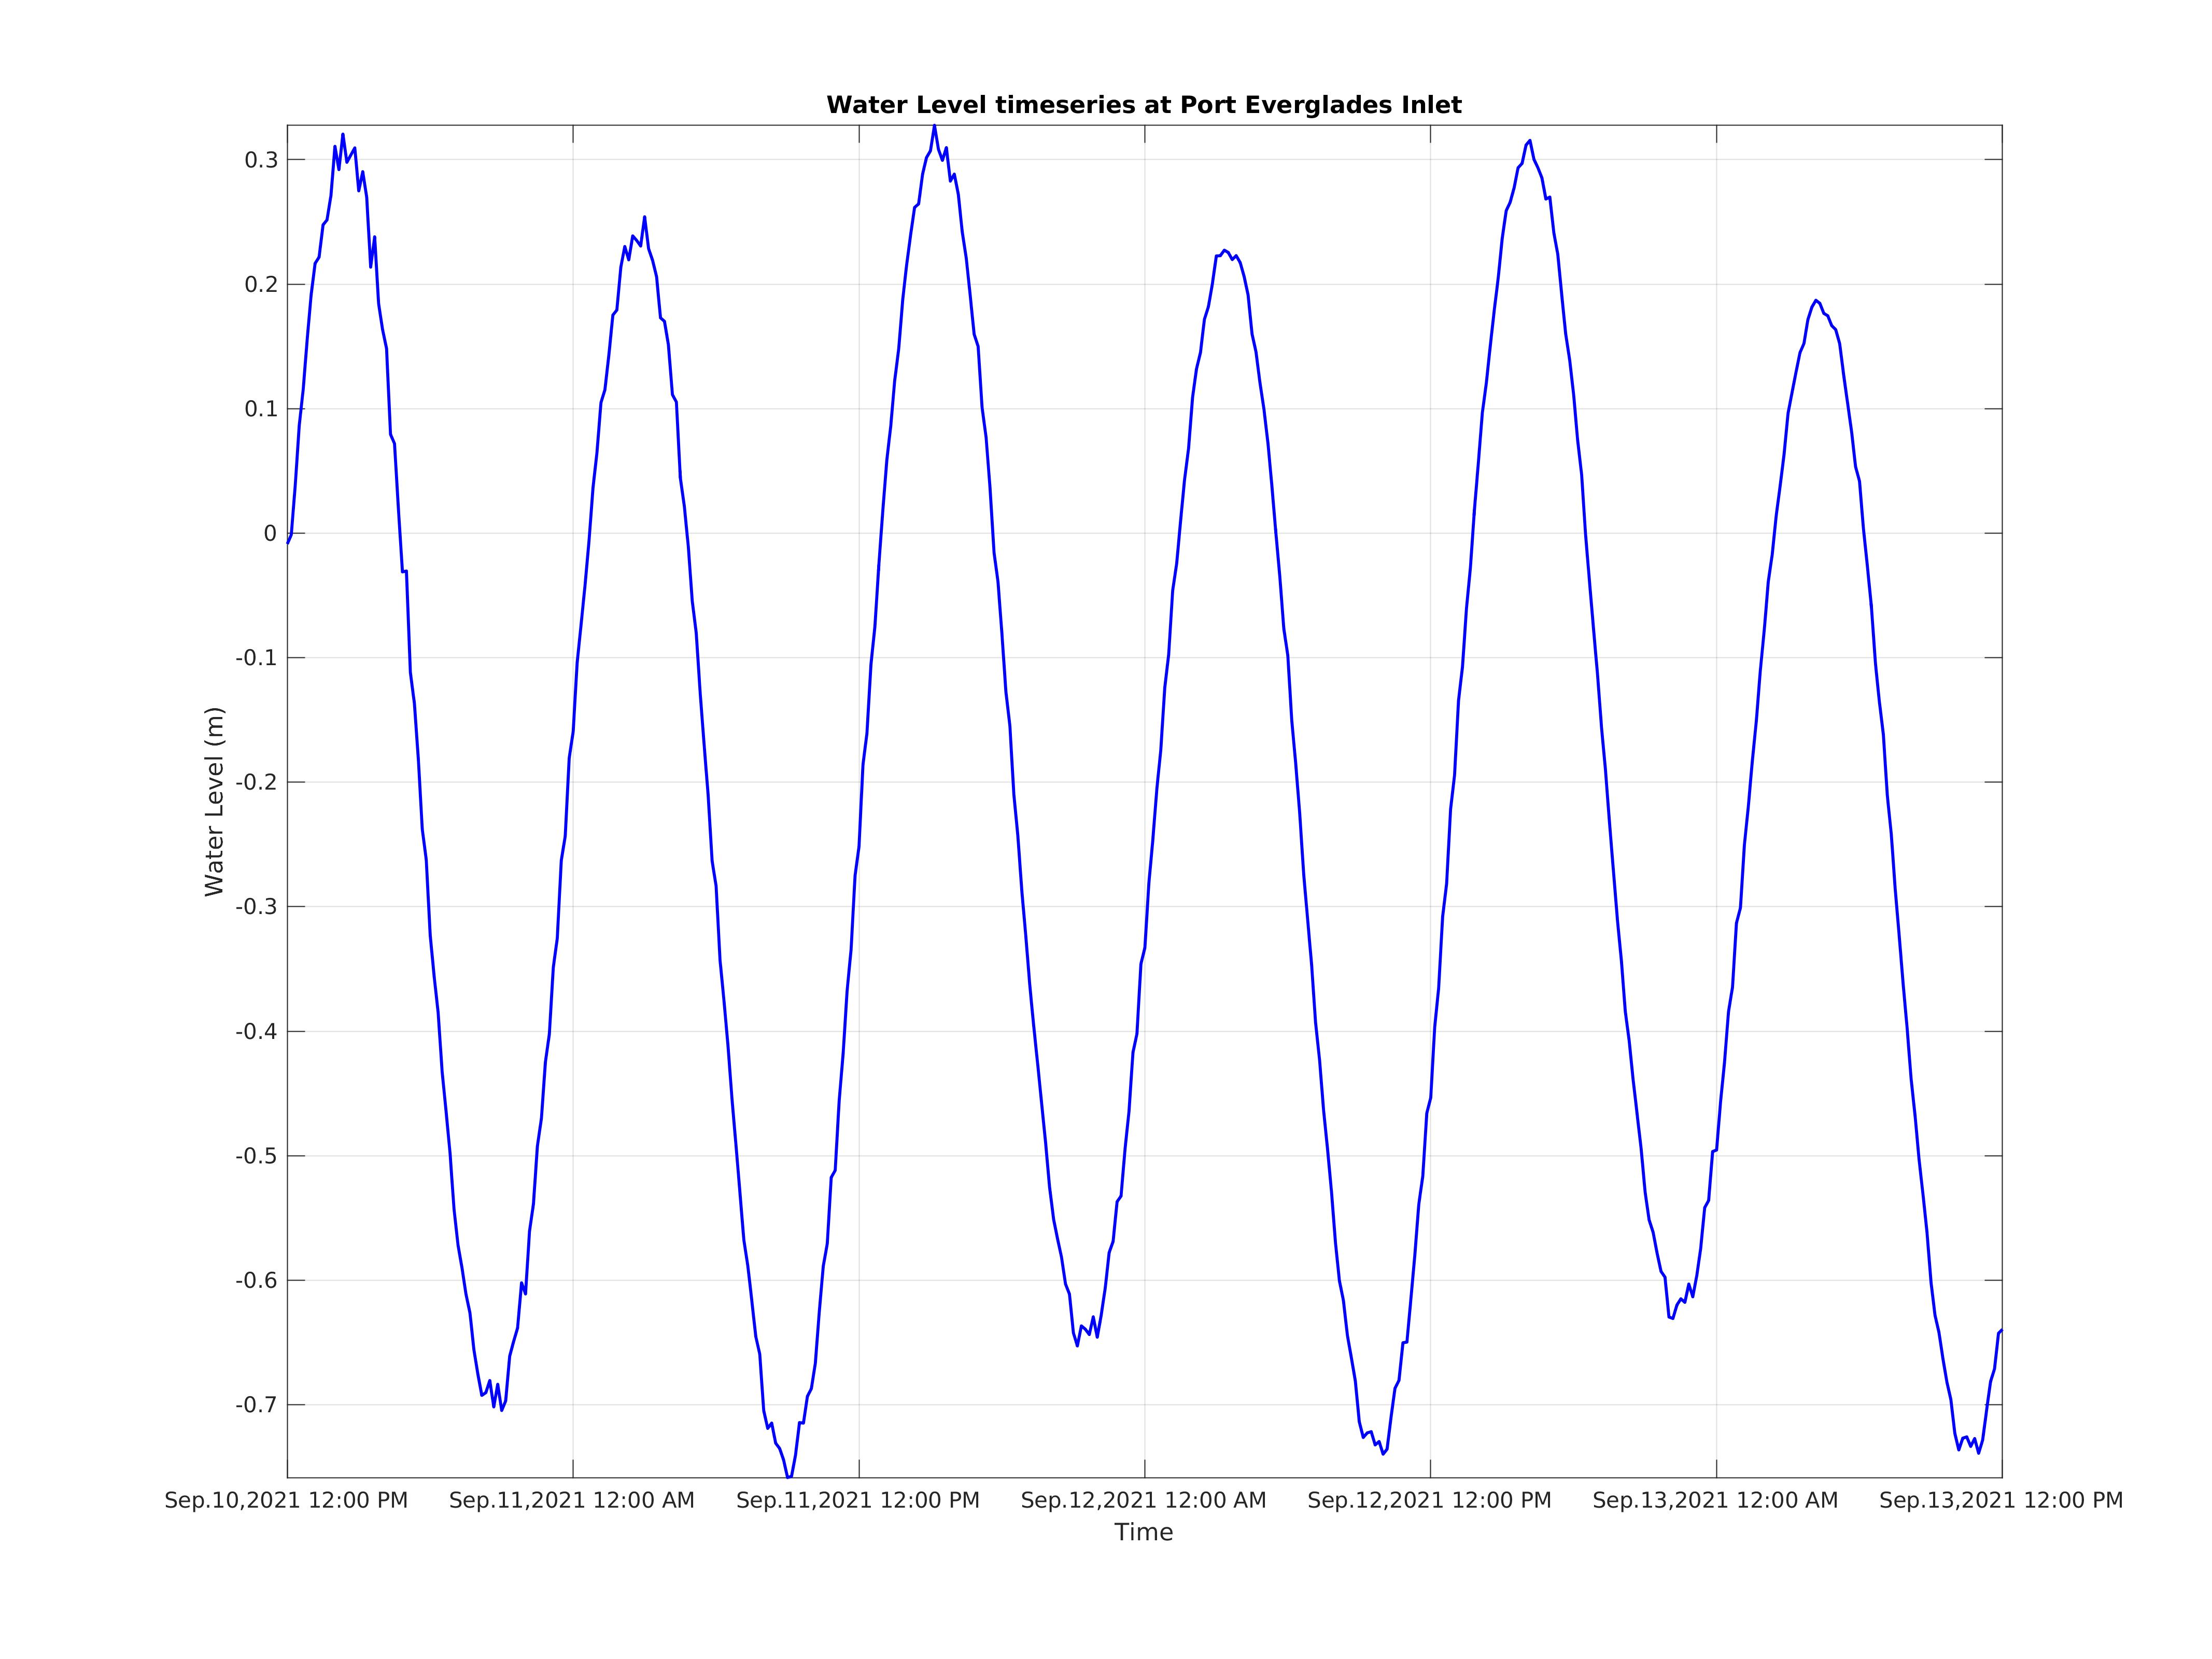 Water Level timeseries at Port Everglades Inlet
0.3
0.2
0.1
0
-0.1
-0.2
-0.3
-0.4
-0.5
-0.6
-0.7
Water Level (m)
Sep.10,2021 12:00 PM Sep.11,2021 12:00 AM Sep.11,2021 12:00 PM Sep.12,2021 12:00 AM Sep.12,2021 12:00 PM Sep.13,2021 12:00 AM Sep.13,2021 12:00 PM
Time